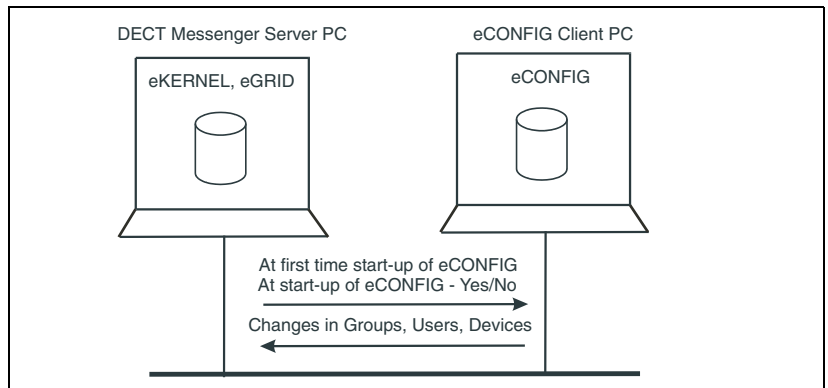 DECT Messenger Server PC
eCONFIG Client PC
eKERNEL, eGRID
eCONFIG
At first time start-up of eCONFIG
At start-up of eCONFIG - Yes/No
Changes in Groups, Users, Devices